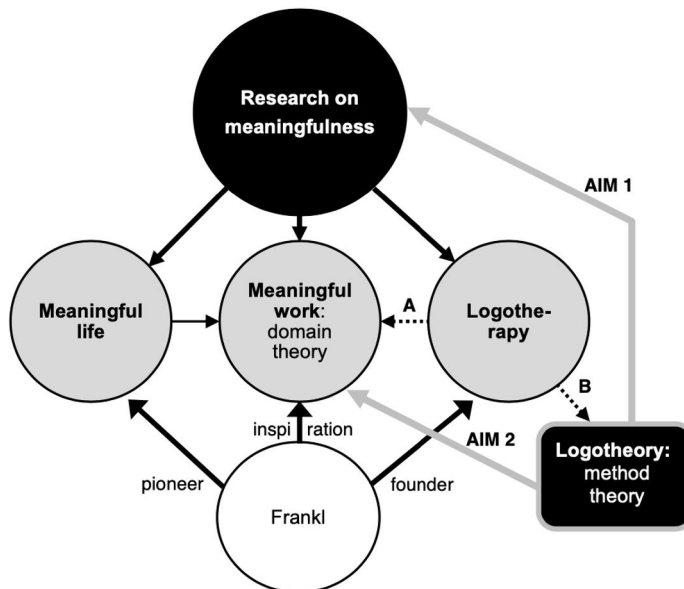 Research on
meaningfulness
AIM 1
Meaningful
life
Meaningful
work:
domain
theory
A
Logothe-
rapy
B
inspi ration
AIM 2
Logotheory:
method
theory
pioneer
founder
Frankl